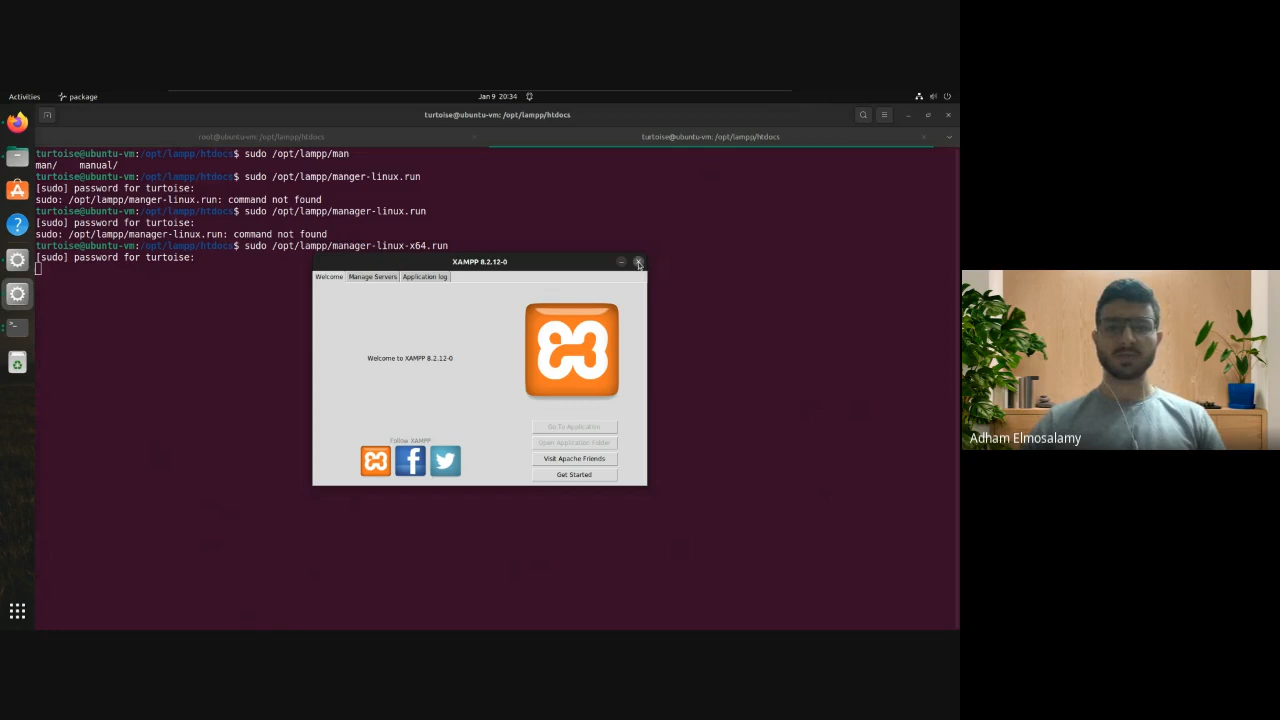 Activities
package
Jan 9 20:34
turtoise@ubuntu-vm: /opt/lampp/htdocs
root@ubuntu-vm: /opt/lampp/htdocs
turtoise@ubuntu-vm: /opt/lampp/htdocs
turtoise@ubuntu-vm:/opt/lampp/htdocs$ sudo /opt/lampp/man
man/ manual/
turtoise@ubuntu-vm:/opt/lampp/htdocs$ sudo /opt/lampp/manger-linux.run
[sudo] password for turtoise:
sudo: /opt/lampp/manger-linux.run: command not found
turtoise@ubuntu-vm:/opt/lampp/htdocs$ sudo /opt/lampp/manager-linux.run
[sudo] password for turtoise:
sudo: /opt/lampp/manager-linux.run: command not found
turtoise@ubuntu-vm:/opt/lampp/htdocs$ sudo /opt/lampp/manager-linux-x64.run
[sudo] password for turtoise:
XAMPP 8.2.12-0
Welcome
Manage Servers
Application log
Welcome to XAMPP 8.2.12-0
Go To Application
Follow XAMPP
Open Application Folder
Visit Apache Friends
Get Started
Adham Elmosalamy